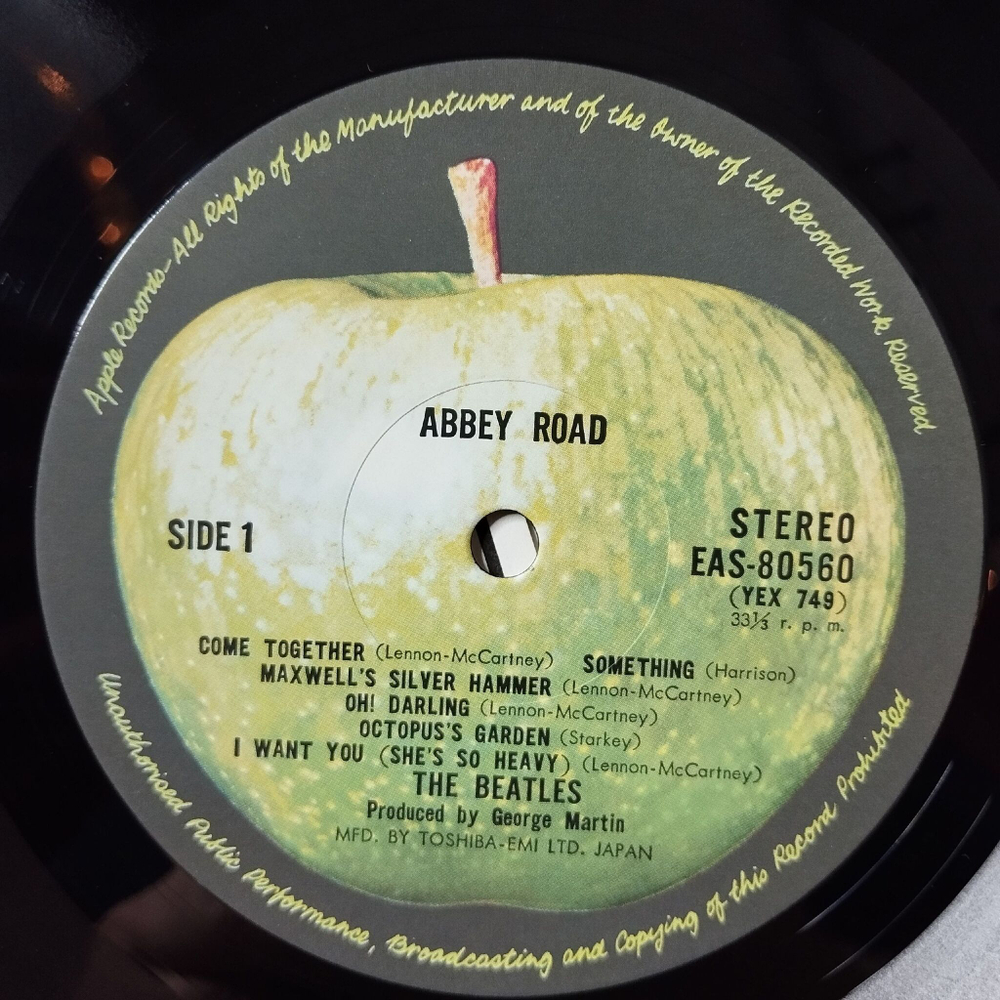 Apple Records-All Rights of the Manufacturer and of the Owner of the Recorded Work Reserved
ABBEY ROAD
SIDE 1
STEREO
EAS-80560
(YEX 749)
33⅓ r. p. m.
COME TOGETHER (Lennon-McCartney) SOMETHING (Harrison)
MAXWELL'S SILVER HAMMER (Lennon-McCartney)
OH! DARLING (Lennon-McCartney)
OCTOPUS'S GARDEN (Starkey)
I WANT YOU (SHE'S SO HEAVY) (Lennon-McCartney)
THE BEATLES
Produced by George Martin
MFD. BY TOSHIBA-EMI LTD. JAPAN
Unauthorised Public Performance, Broadcasting and Copying of this Record Prohibited